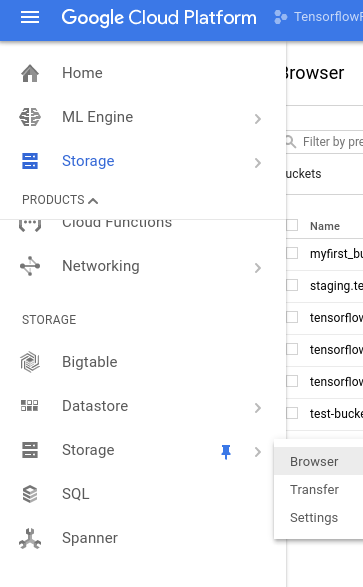 Google Cloud Platform
TensorflowP
Home
Browser
ML Engine
Filter by pre
Storage
uckets
PRODUCTS
Cloud Functions
Name
myfirst_bu
Networking
staging.te
tensorflow
STORAGE
tensorflow
Bigtable
tensorflow
Datastore
test-bucke
Storage
Browser
Transfer
SQL
Settings
Spanner